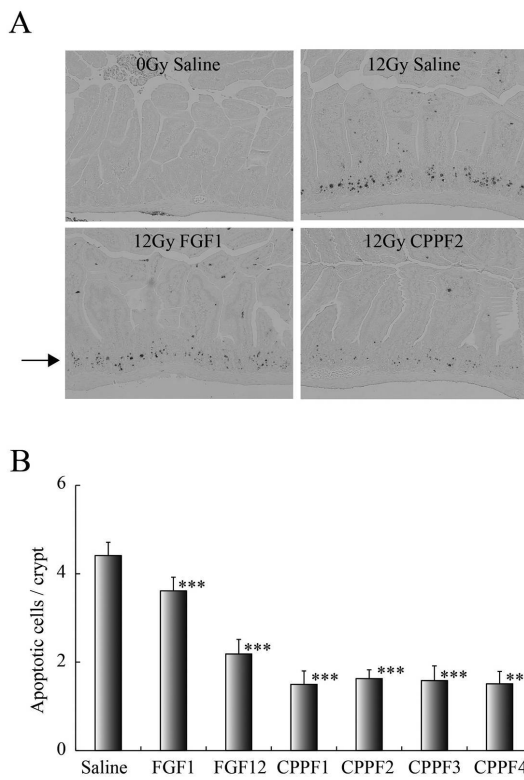 A
0Gy Saline
12Gy Saline
12Gy FGF1
12Gy CPPF2
B
Apoptotic cells / crypt
6
4
2
0
***
***
***
***
***
**
Saline FGF1 FGF12 CPPF1 CPPF2 CPPF3 CPPF4